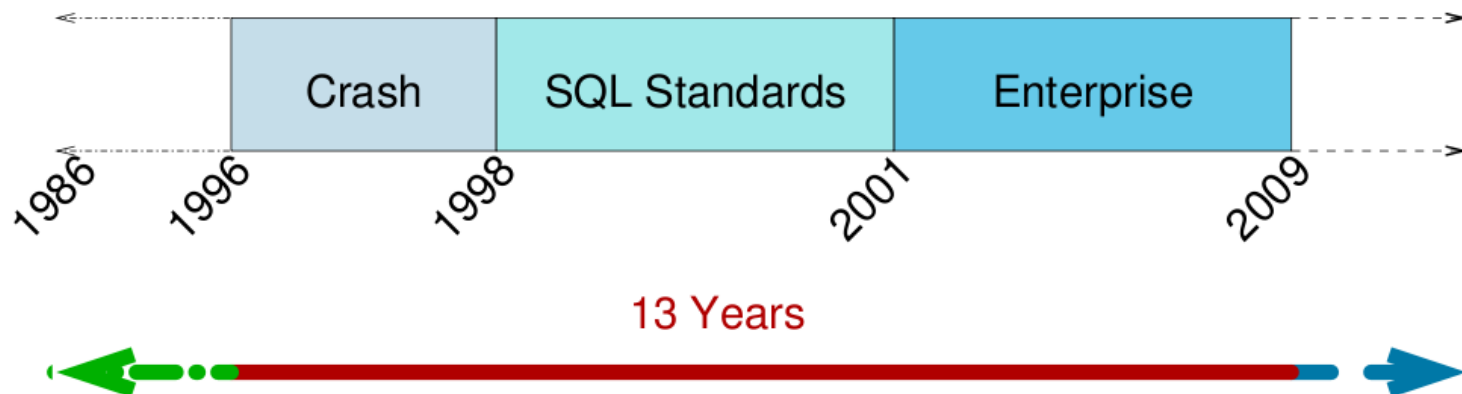 Crash
SQL Standards
Enterprise
1986
1996
1998
2001
2009
13 Years